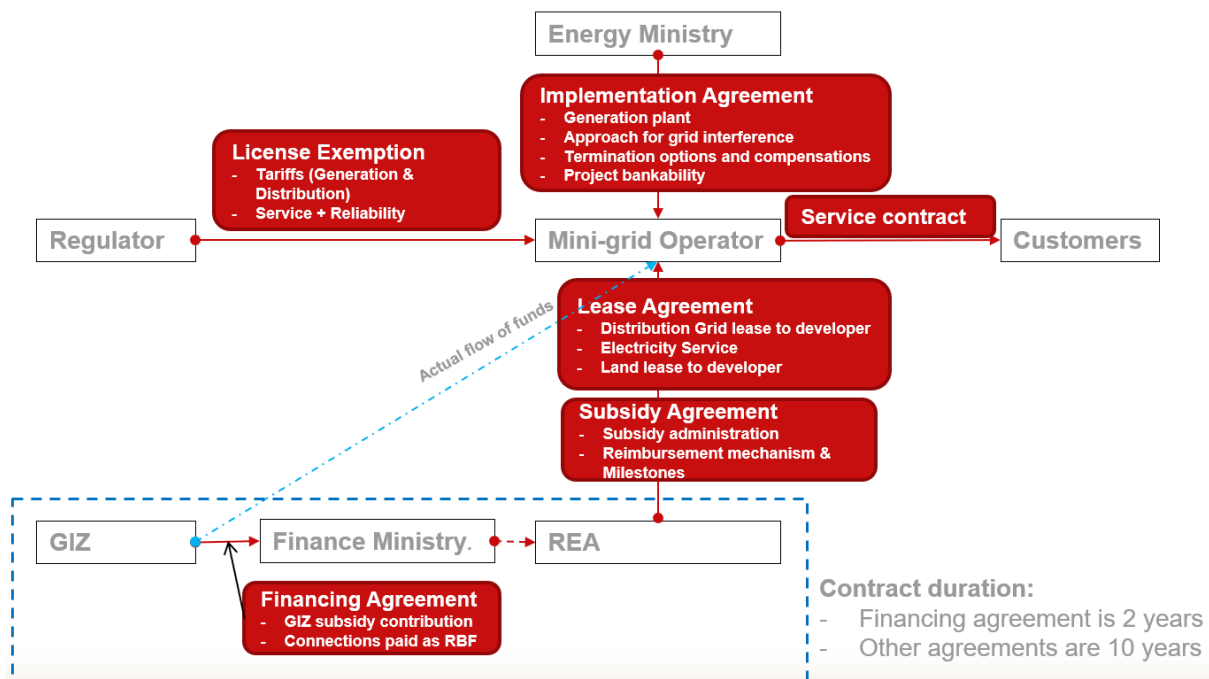 Energy Ministry
Implementation Agreement
- Generation plant
- Approach for grid interference
- Termination options and compensations
- Project bankability
License Exemption
- Tariffs (Generation &
Distribution)
- Service + Reliability
Service contract
Regulator
Mini-grid Operator
Customers
Lease Agreement
- Distribution Grid lease to developer
- Electricity Service
- Land lease to developer
Actual flow of funds
Subsidy Agreement
- Subsidy administration
- Reimbursement mechanism &
Milestones
GIZ
Finance Ministry.
REA
Financing Agreement
- GIZ subsidy contribution
- Connections paid as RBF
Contract duration:
- Financing agreement is 2 years
- Other agreements are 10 years